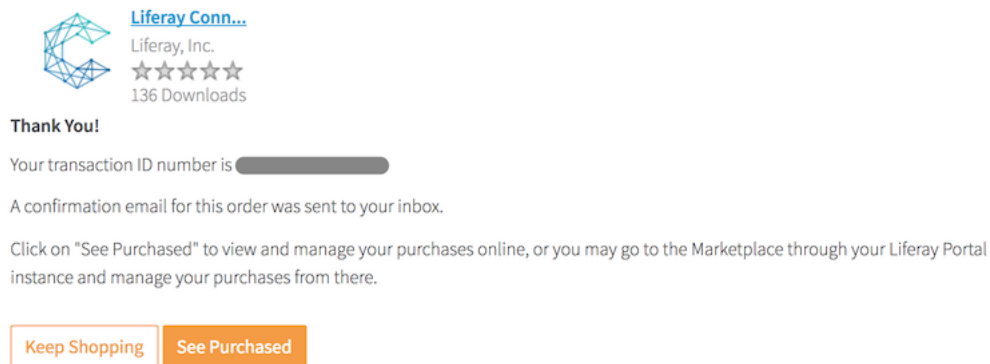 Liferay Conn...
Liferay, Inc.
136 Downloads
Thank You!
Your transaction ID number is
A confirmation email for this order was sent to your inbox.
Click on "See Purchased" to view and manage your purchases online, or you may go to the Marketplace through your Liferay Portal
instance and manage your purchases from there.
Keep Shopping See Purchased